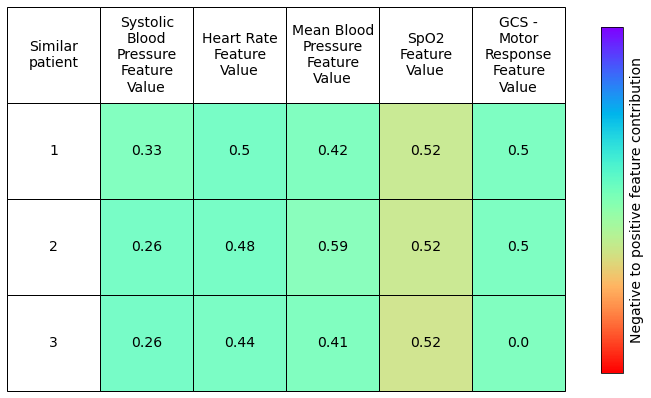 Similar
patient
Systolic
Blood
Pressure
Feature
Value
Heart Rate
Feature
Value
Mean Blood
Pressure
Feature
Value
SpO2
Feature
Value
GCS -
Motor
Response
Feature
Value
1 0.33 0.5 0.42 0.52 0.5
2 0.26 0.48 0.59 0.52 0.5
3 0.26 0.44 0.41 0.52 0.0
Negative to positive feature contribution